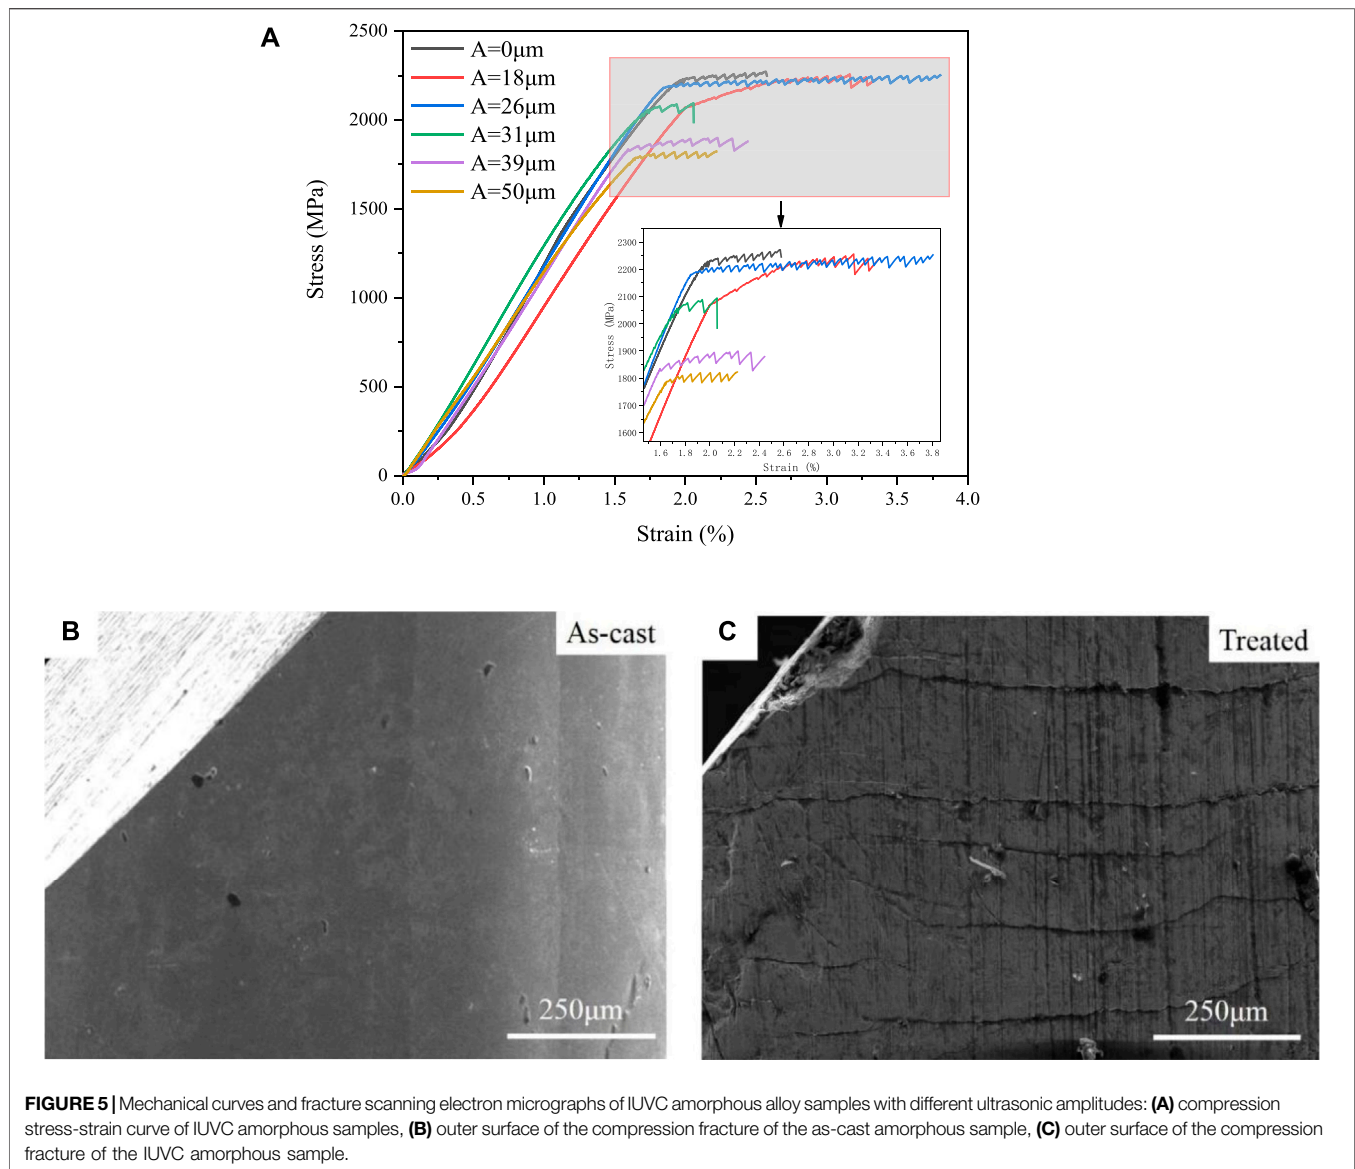 A
2500
2000
1500
1000
500
0
Stress (MPa)
A=0μm
A=18μm
A=26μm
A=31μm
A=39μm
A=50μm
2300
2200
2100
2000
1900
1800
1700
1600
Stress (MPa)
1.6 1.8 2.0 2.2 2.4 2.6 2.8 3.0 3.2 3.4 3.6 3.8
Strain (%)
0.0 0.5 1.0 1.5 2.0 2.5 3.0 3.5 4.0
Strain (%)
B
As-cast
250μm
C
Treated
250μm
FIGURE 5 | Mechanical curves and fracture scanning electron micrographs of IUVC amorphous alloy samples with different ultrasonic amplitudes: (A) compression
stress-strain curve of IUVC amorphous samples, (B) outer surface of the compression fracture of the as-cast amorphous sample, (C) outer surface of the compression
fracture of the IUVC amorphous sample.